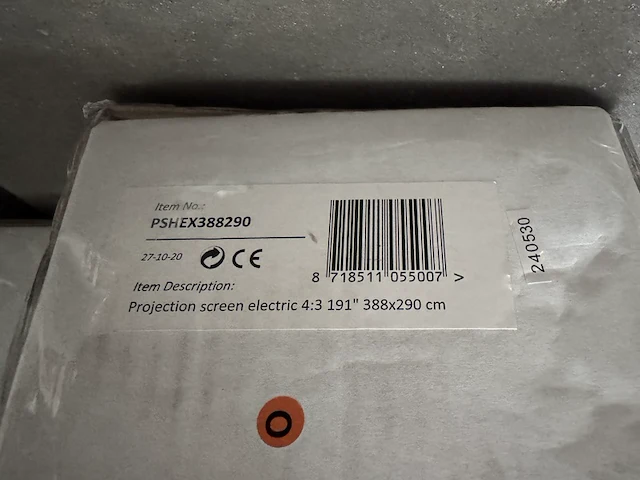 Item No.:
PSHEX388290
27-10-20 CE
8 718511 055007 >
Item Description:
Projection screen electric 4:3 191" 388x290 cm
240530
O